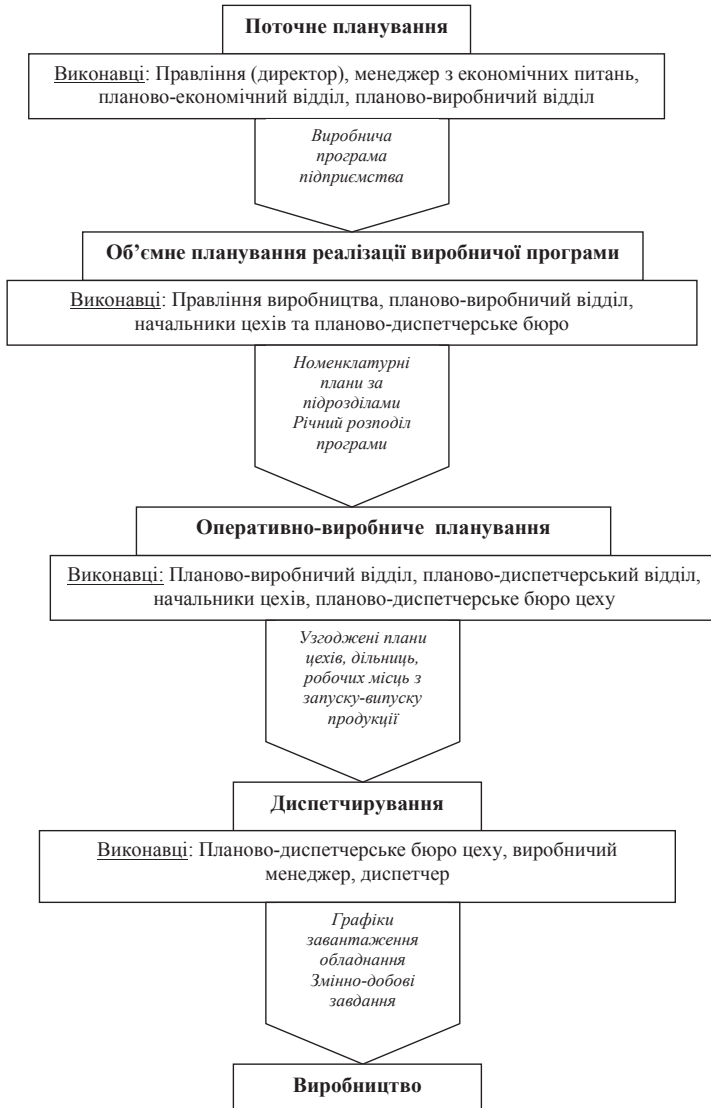 Поточне планування
Виконавці: Правління (директор), менеджер з економічних питань,
планово-економічний відділ, планово-виробничий відділ
Виробнича
програма
підприємства
Об’ємне планування реалізації виробничої програми
Виконавці: Правління виробництва, планово-виробничий відділ,
начальники цехів та планово-диспетчерське бюро
Номенклатурні
плани за
підрозділами
Річний розподіл
програми
Оперативно-виробниче планування
Виконавці: Планово-виробничий відділ, планово-диспетчерський відділ,
начальники цехів, планово-диспетчерське бюро цеху
Узгоджені плани
цехів, дільниць,
робочих місць з
запуску-випуску
продукції
Диспетчирування
Виконавці: Планово-диспетчерське бюро цеху, виробничий
менеджер, диспетчер
Графіки
завантаження
обладнання
Змінно-добові
завдання
Виробництво